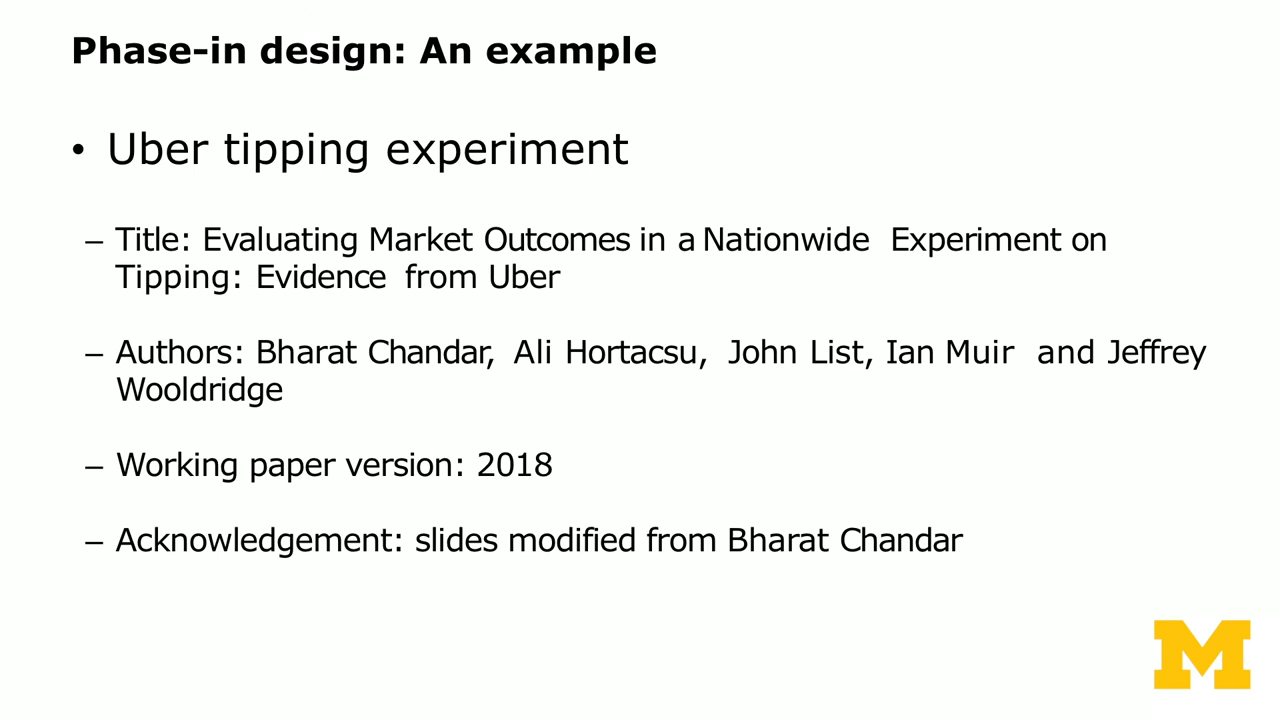 Phase-in design: An example
• Uber tipping experiment
– Title: Evaluating Market Outcomes in a Nationwide Experiment on
Tipping: Evidence from Uber
– Authors: Bharat Chandar, Ali Hortacsu, John List, Ian Muir and Jeffrey
Wooldridge
– Working paper version: 2018
– Acknowledgement: slides modified from Bharat Chandar
M